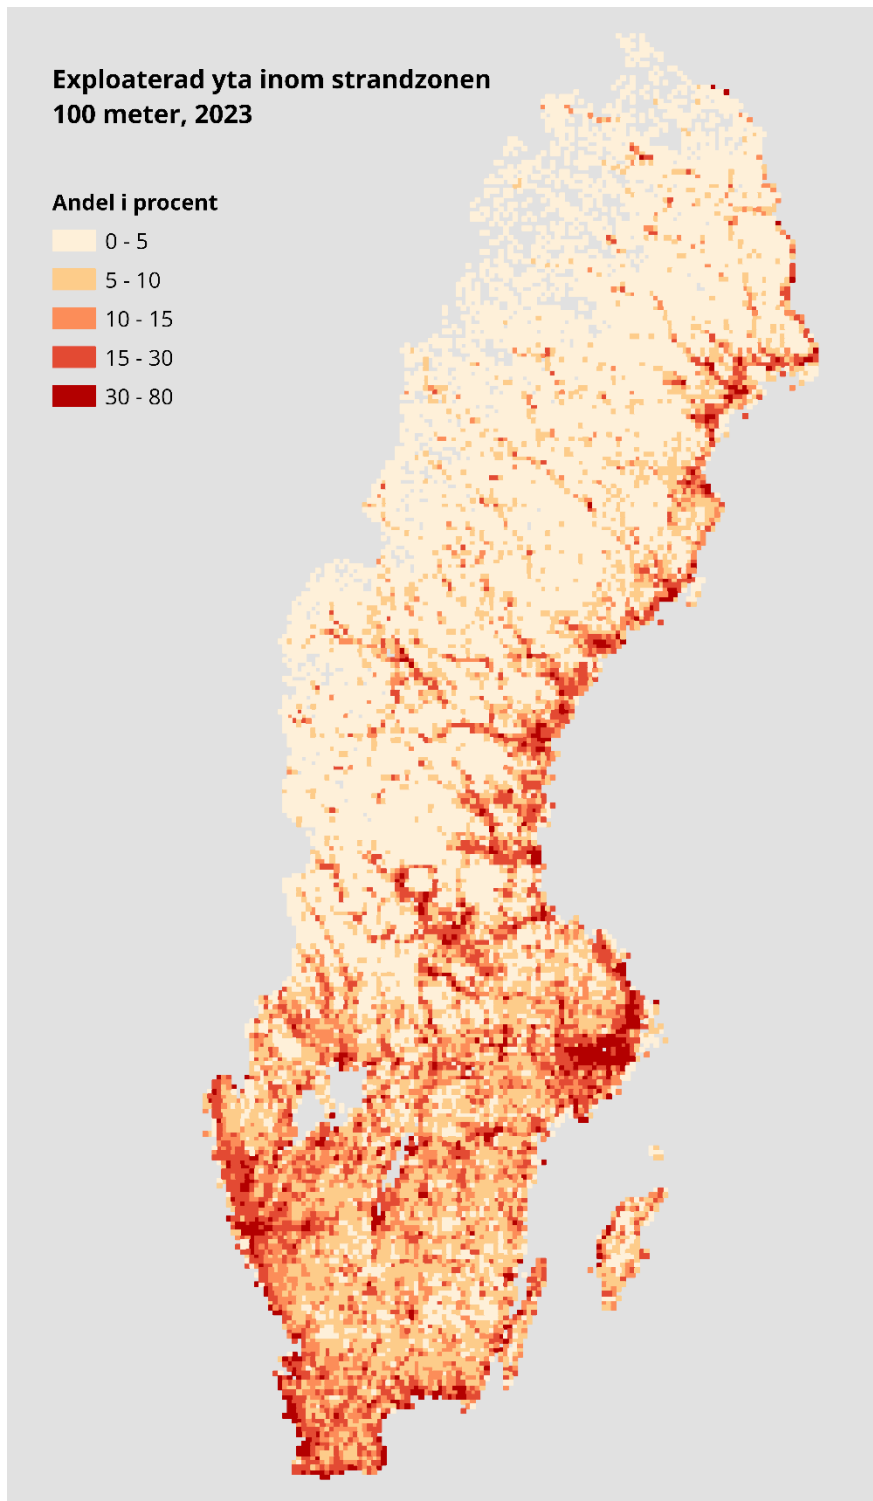 Exploaterad yta inom strandzonen
100 meter, 2023
Andel i procent
0 - 5
5 - 10
10 - 15
15 - 30
30 - 80